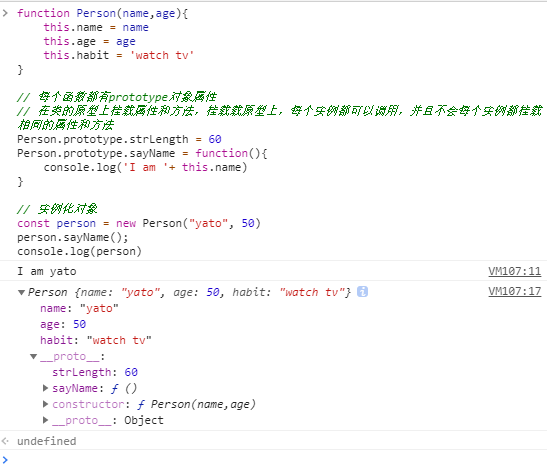 function Person(name,age){
this.name = name
this.age = age
this.habit = 'watch tv'
}
// 每个函数都有prototype对象属性
// 在类的原型上挂载属性和方法，挂载载原型上，每个实例都可以调用，并且不会每个实例都挂载
相同的属性和方法
Person.prototype.strLength = 60
Person.prototype.sayName = function(){
console.log('I am '+ this.name)
}
// 实例化对象
const person = new Person("yato", 50)
person.sayName();
console.log(person)
I am yato VM107:11
Person {name: "yato", age: 50, habit: "watch tv"} VM107:17
name: "yato"
age: 50
habit: "watch tv"
__proto__:
strLength: 60
sayName: ƒ ()
constructor: ƒ Person(name,age)
__proto__: Object
undefined